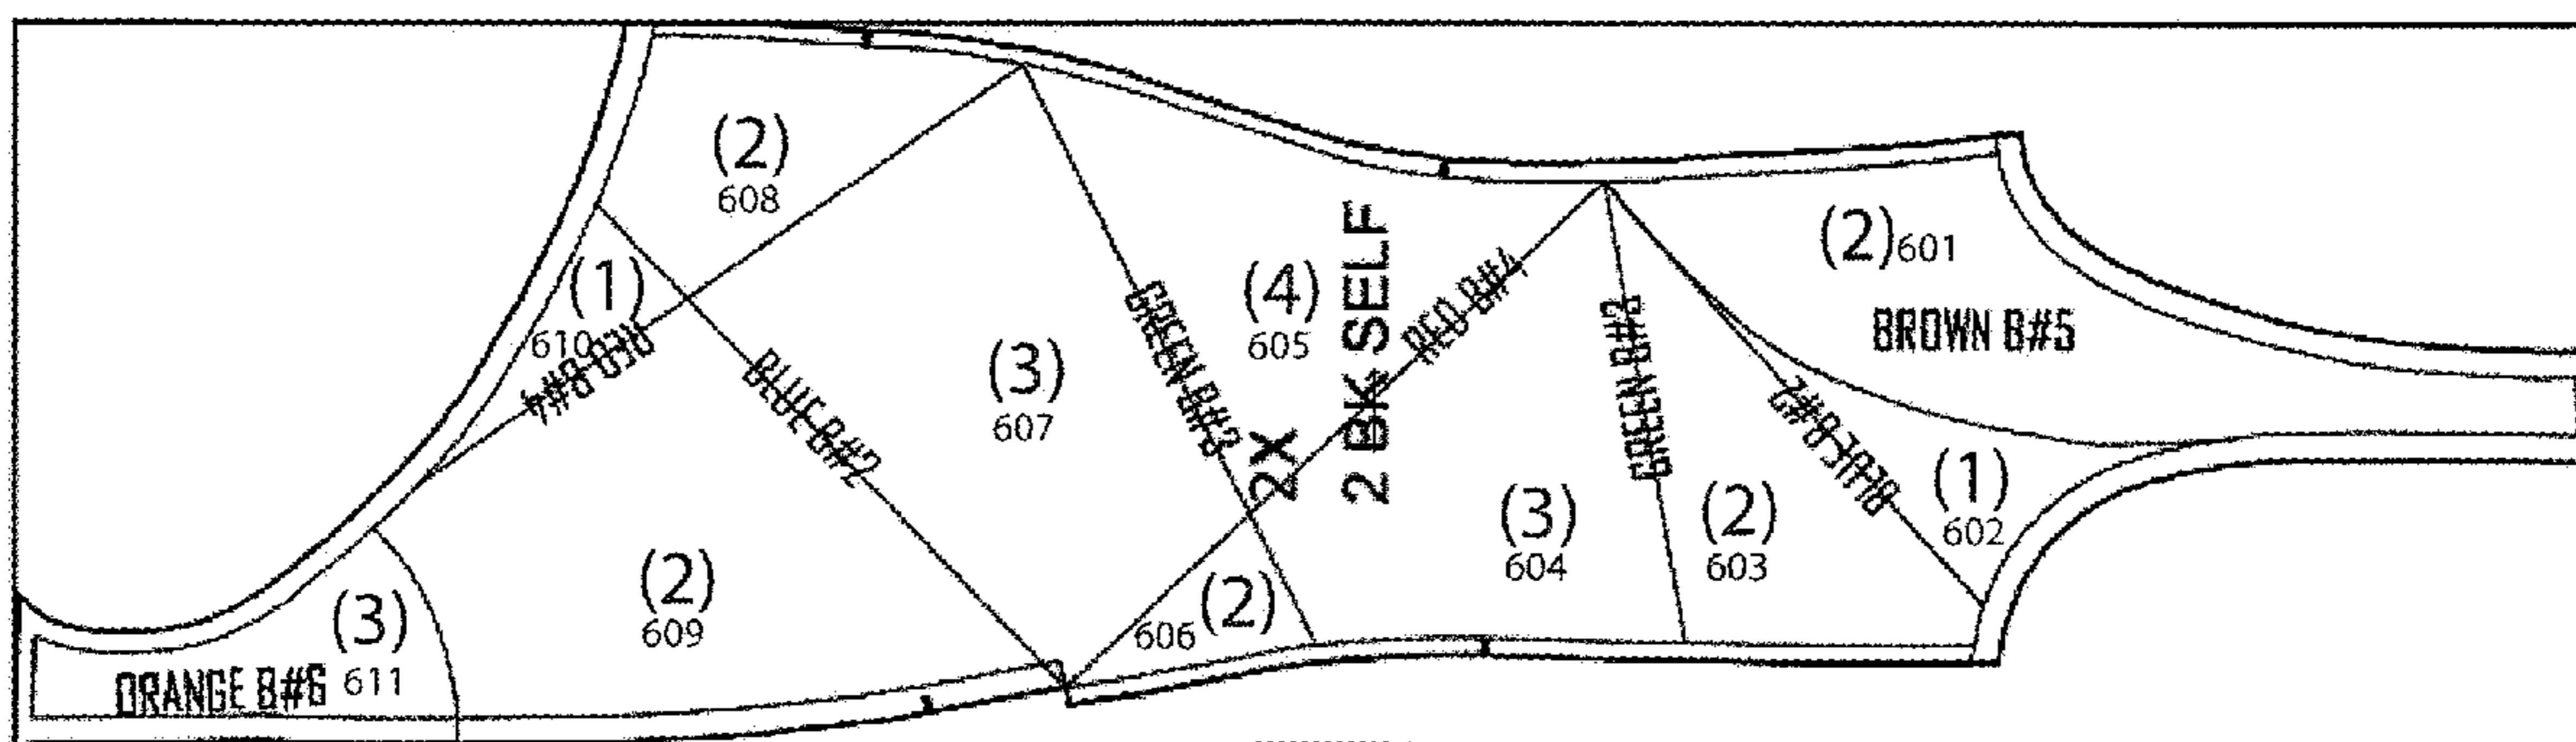 (2)
608
(1)
610
RED B#4
BLUE B#2
(3)
607
GREEN B#3
(4)
605
2X
2 BK SELF
RED B#4
GREEN B#3
(2)601
BROWN B#5
BLUE B#2
(1)
602
(3)
604
(2)
603
606(2)
(2)
609
(3)
611
ORANGE B#6